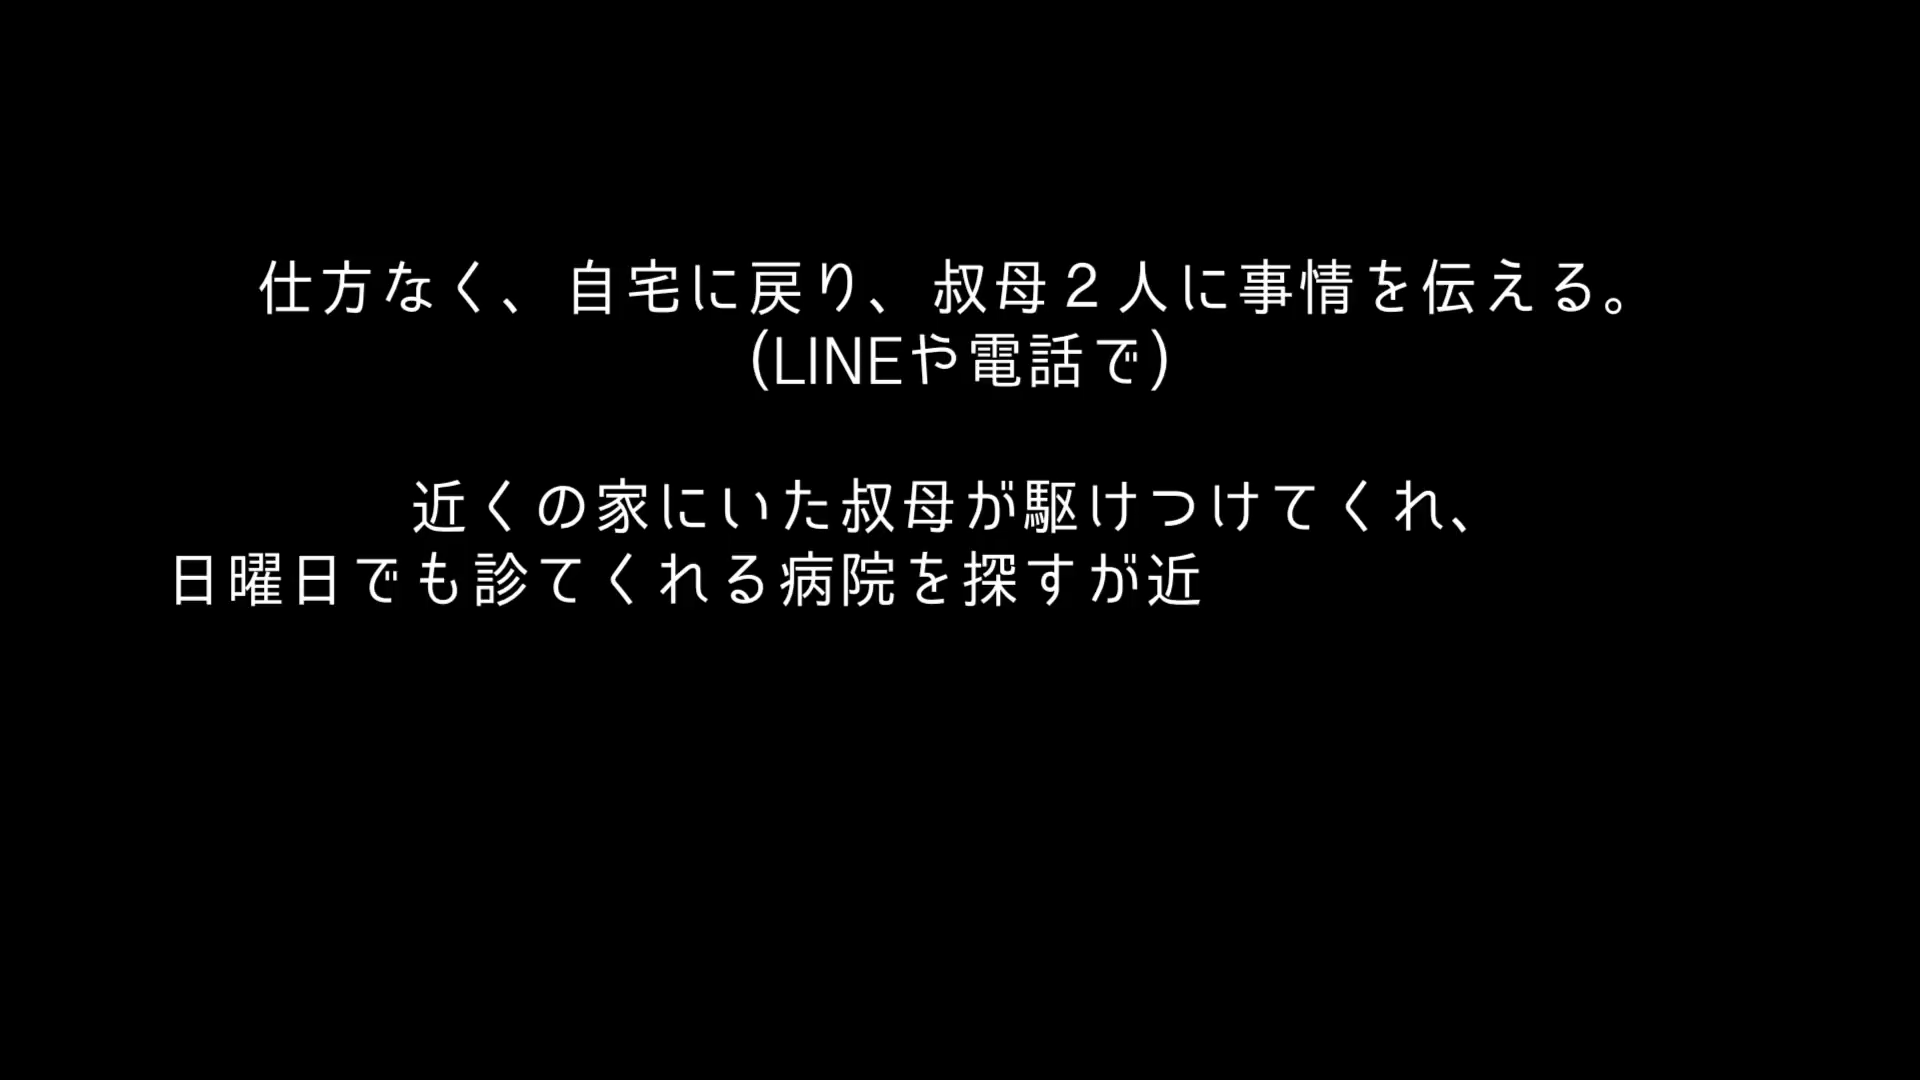 仕方なく、自宅に戻り、叔母２人に事情を伝える。
(LINEや電話で)
近くの家にいた叔母が駆けつけてくれ、
日曜日でも診てくれる病院を探すが近